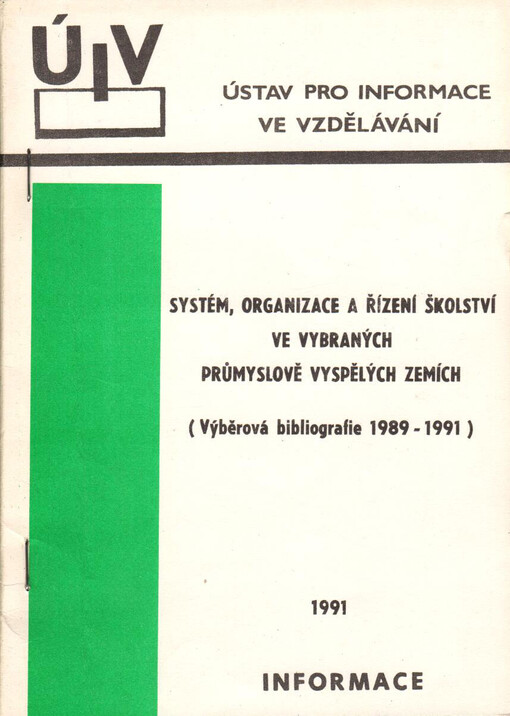 ÚIV
ÚSTAV PRO INFORMACE
VE VZDĚLÁVÁNÍ
SYSTÉM, ORGANIZACE A ŘÍZENÍ ŠKOLSTVÍ
VE VYBRANÝCH
PRŮMYSLOVĚ VYSPĚLÝCH ZEMÍCH
( Výběrová bibliografie 1989 - 1991 )
1991
INFORMACE